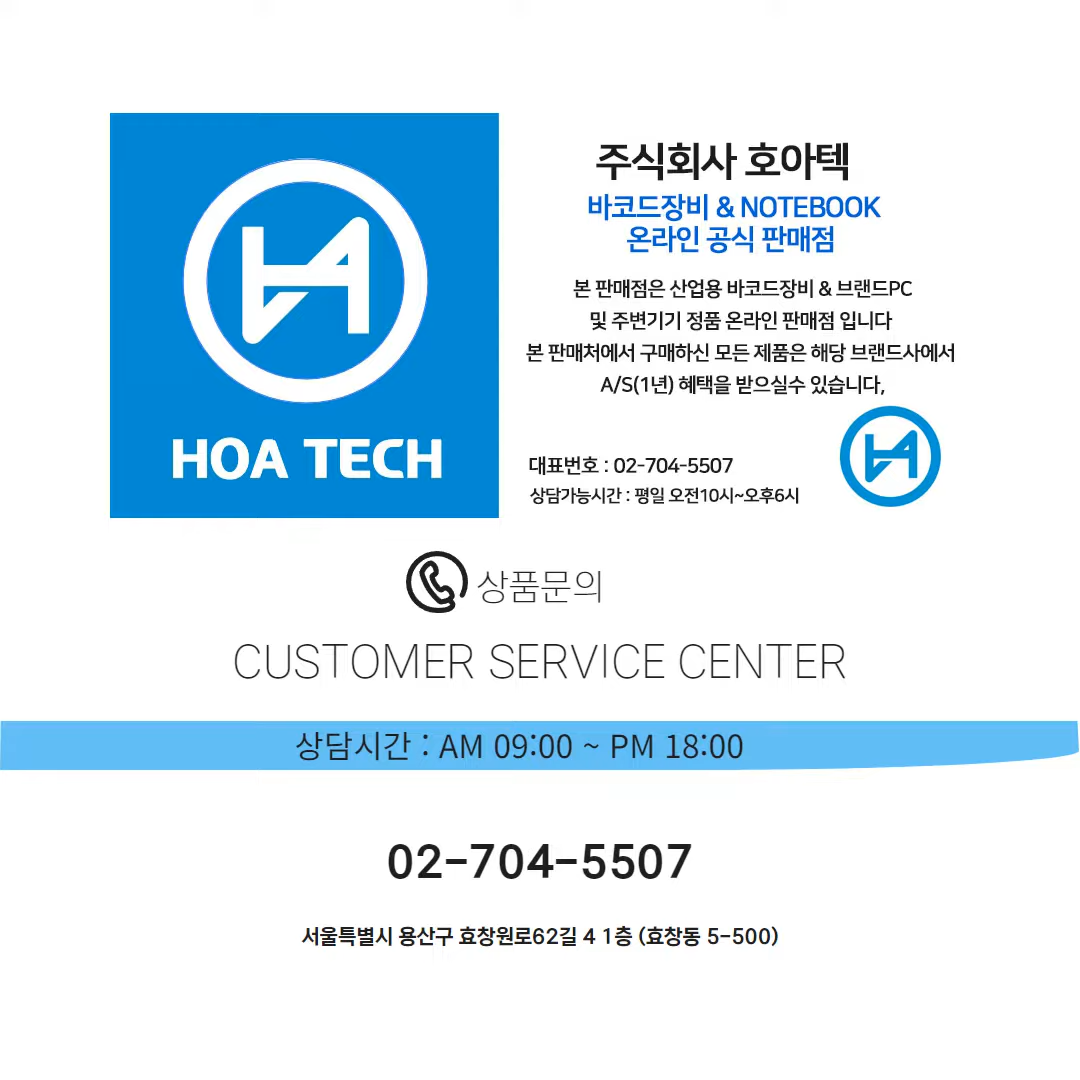 HOA TECH
주식회사 호아텍
바코드장비 & NOTEBOOK
온라인 공식 판매점
본 판매점은 산업용 바코드장비 & 브랜드PC
및 주변기기 정품 온라인 판매점 입니다
본 판매처에서 구매하신 모든 제품은 해당 브랜드사에서
A/S(1년) 혜택을 받으실수 있습니다,
대표번호 : 02-704-5507
상담가능시간 : 평일 오전10시~오후6시
상품문의
CUSTOMER SERVICE CENTER
상담시간 : AM 09:00 ~ PM 18:00
02-704-5507
서울특별시 용산구 효창원로62길 4 1층 (효창동 5-500)